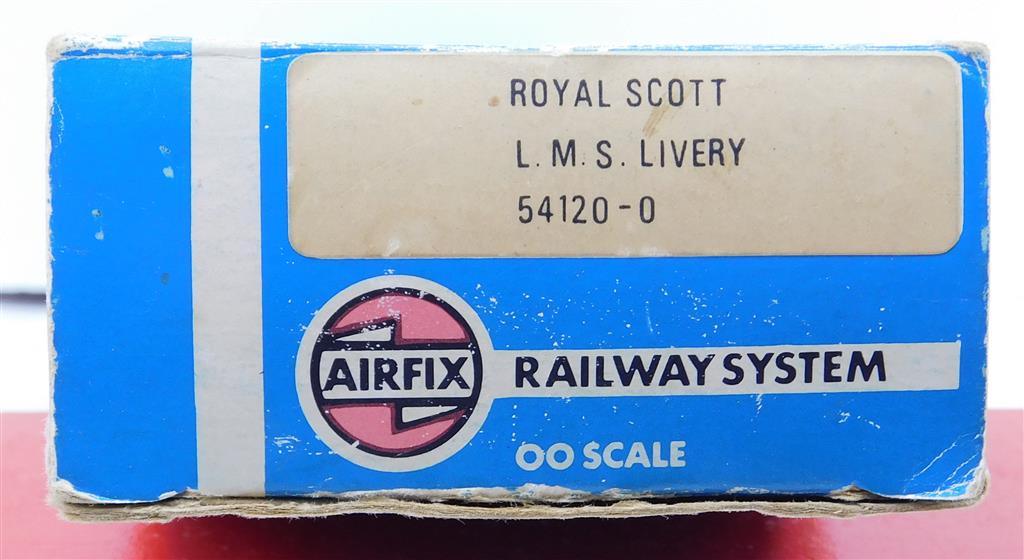 ROYAL SCOTT
L. M. S. LIVERY
54120-0
AIRFIX RAILWAY SYSTEM
OO SCALE